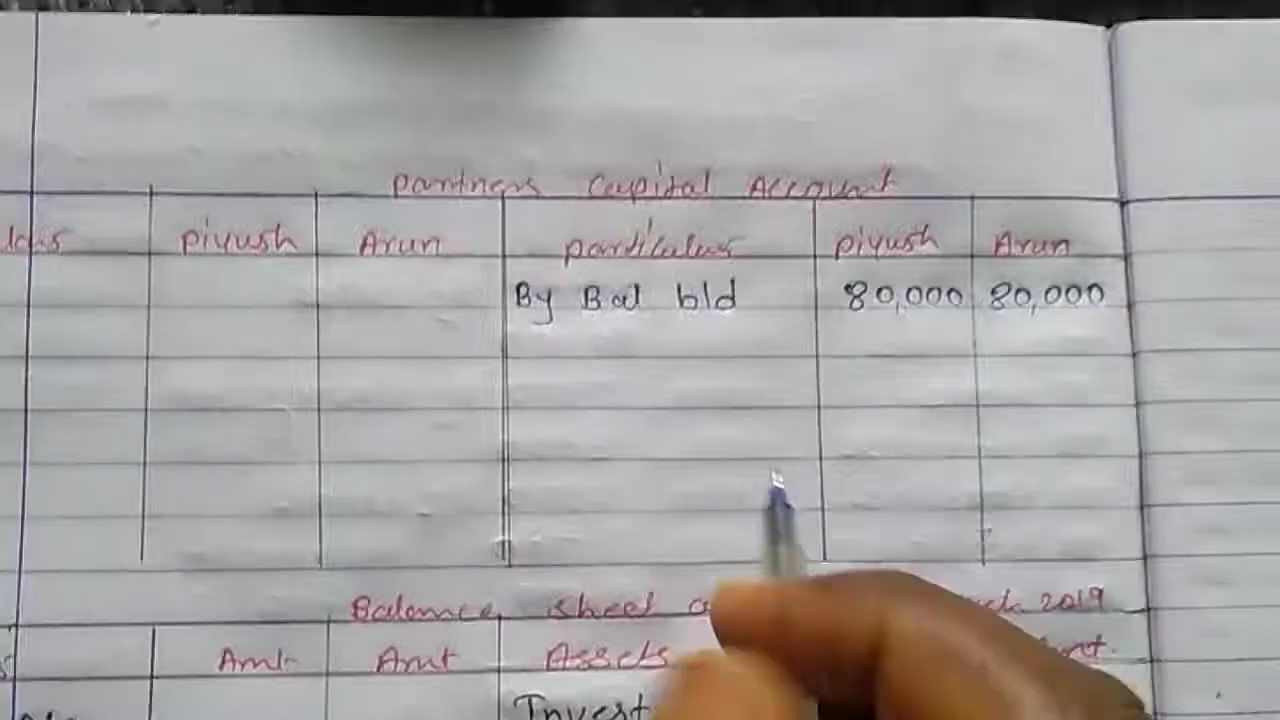 Partners Capital Account
piyush Arun particulars piyush Arun
By Bal b/d 80,000 80,000
Balance sheet 2019
Amt Amt Assets
Invest